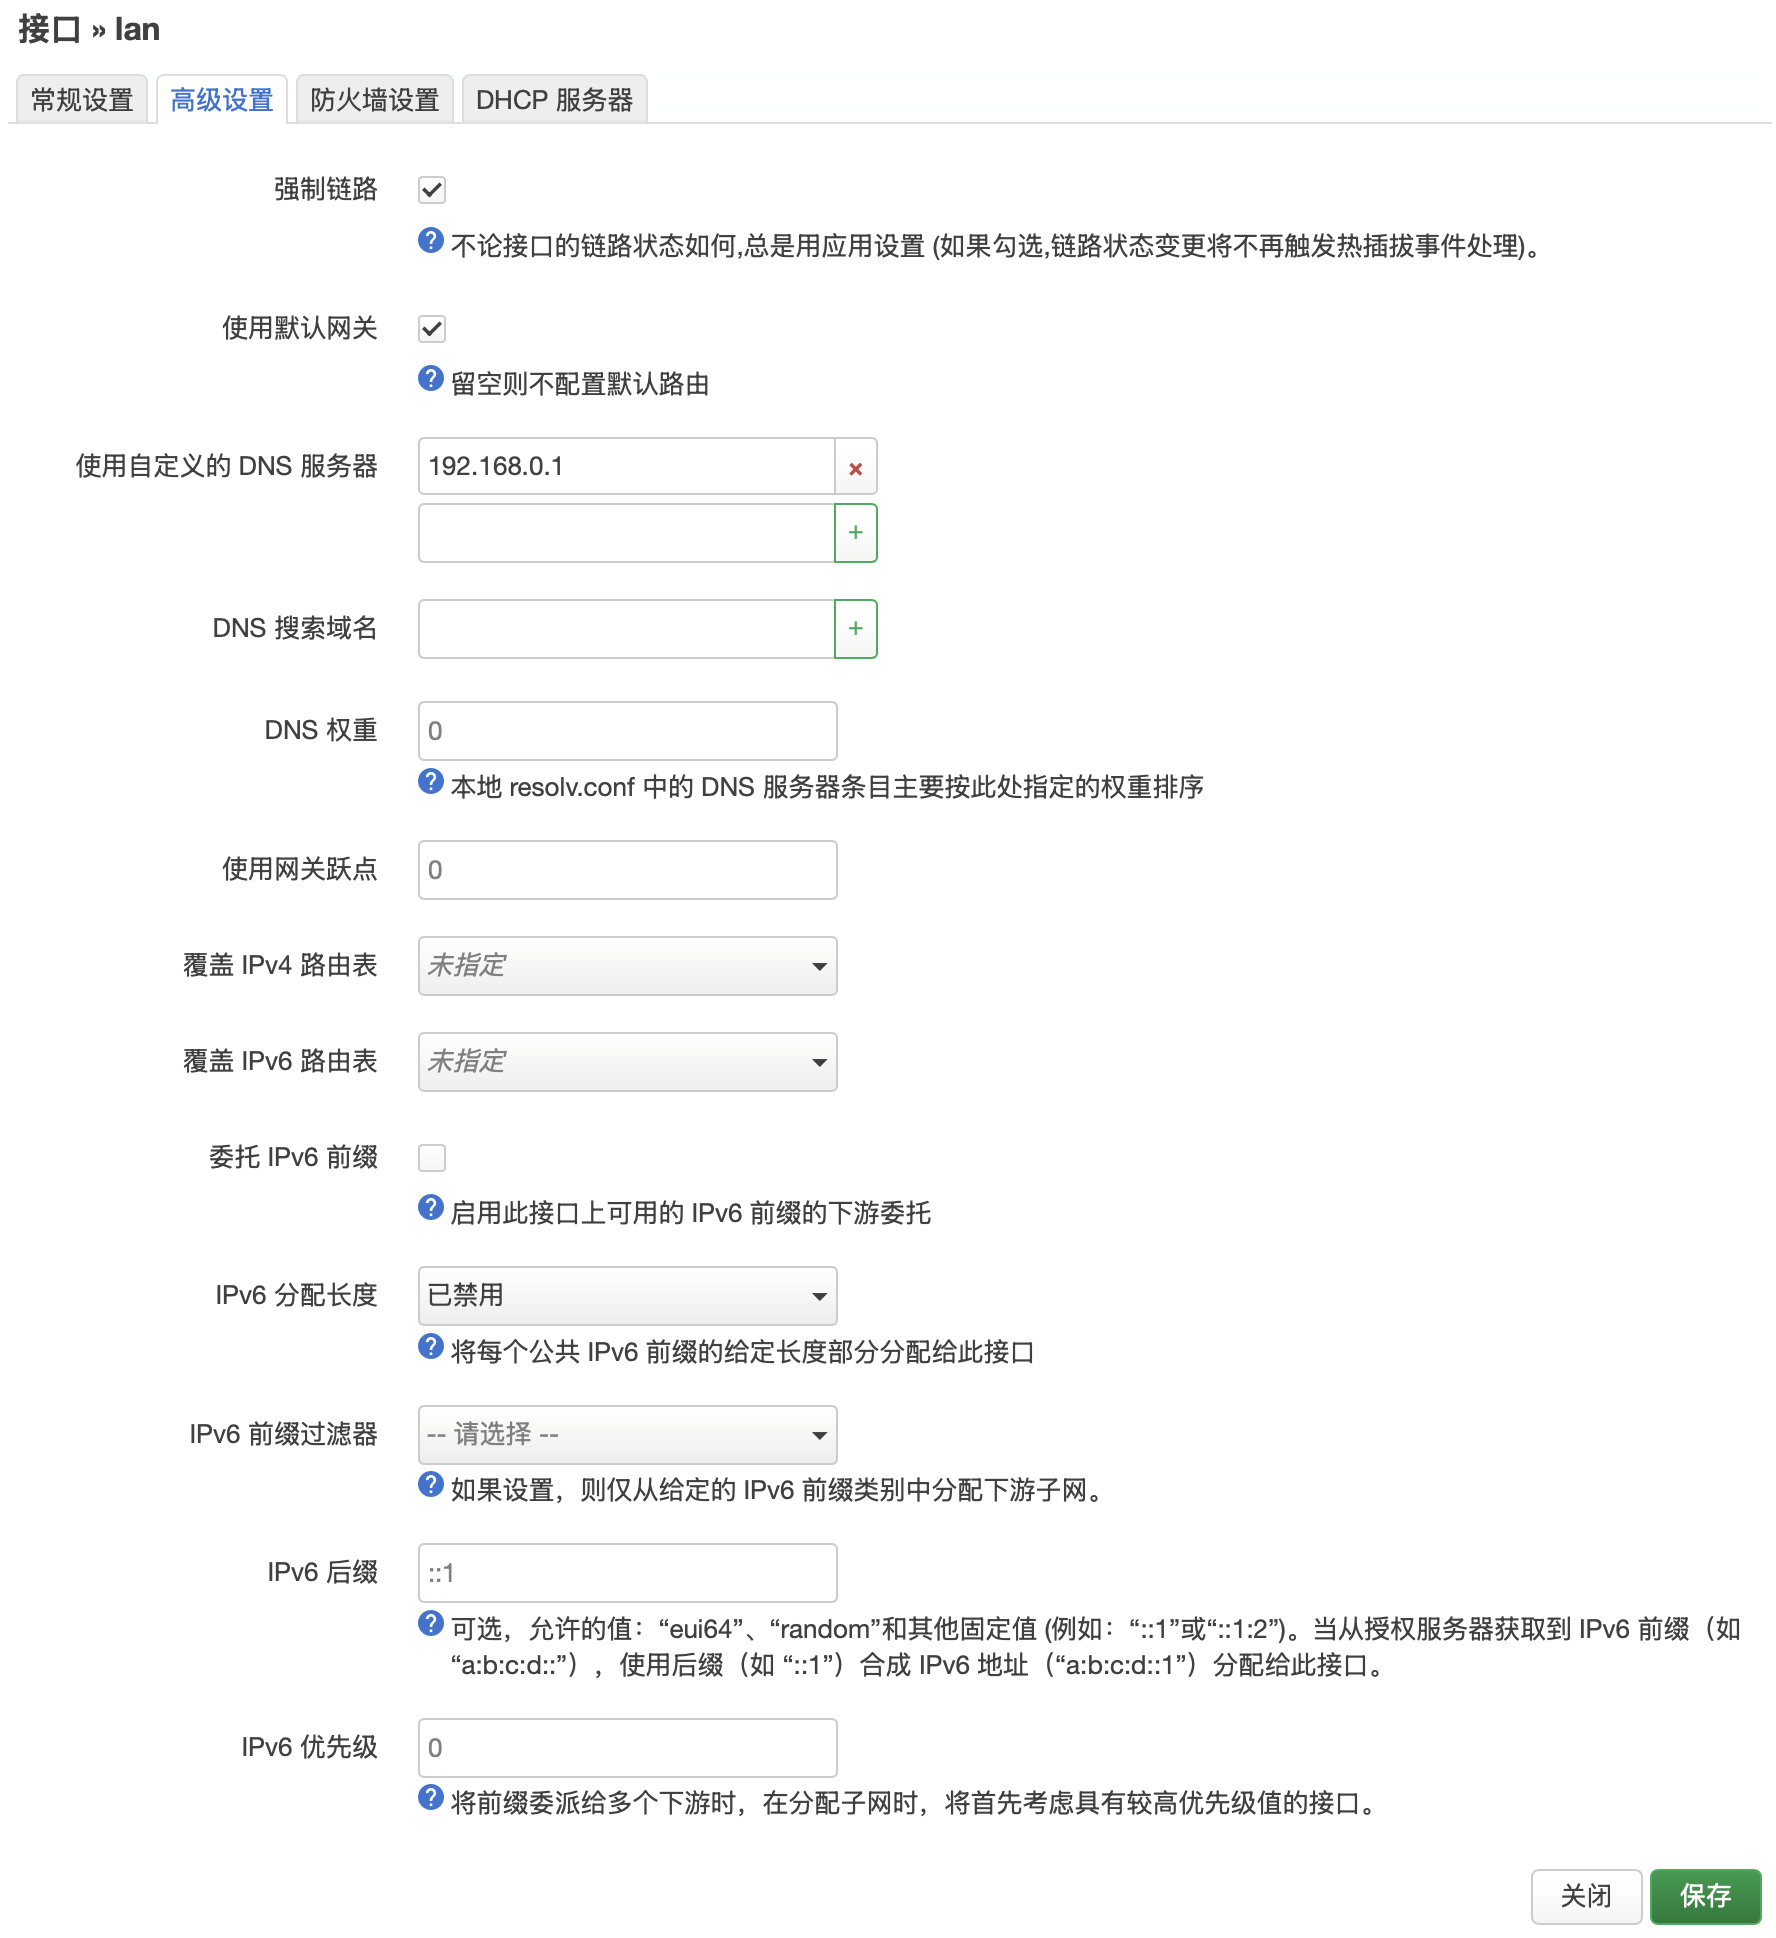 接口 » lan
常规设置 高级设置 防火墙设置 DHCP 服务器
强制链路
不论接口的链路状态如何,总是用应用设置 (如果勾选,链路状态变更将不再触发热插拔事件处理)。
使用默认网关
留空则不配置默认路由
使用自定义的 DNS 服务器 192.168.0.1 ×
+
DNS 搜索域名 +
DNS 权重 0
本地 resolv.conf 中的 DNS 服务器条目主要按此处指定的权重排序
使用网关跃点 0
覆盖 IPv4 路由表 未指定
覆盖 IPv6 路由表 未指定
委托 IPv6 前缀
启用此接口上可用的 IPv6 前缀的下游委托
IPv6 分配长度 已禁用
将每个公共 IPv6 前缀的给定长度部分分配给此接口
IPv6 前缀过滤器 -- 请选择 --
如果设置，则仅从给定的 IPv6 前缀类别中分配下游子网。
IPv6 后缀 ::1
可选，允许的值：“eui64”、“random”和其他固定值 (例如：“::1”或“::1:2”)。当从授权服务器获取到 IPv6 前缀（如
“a:b:c:d::”），使用后缀（如 “::1”）合成 IPv6 地址（“a:b:c:d::1”）分配给此接口。
IPv6 优先级 0
将前缀委派给多个下游时，在分配子网时，将首先考虑具有较高优先级值的接口。
关闭 保存